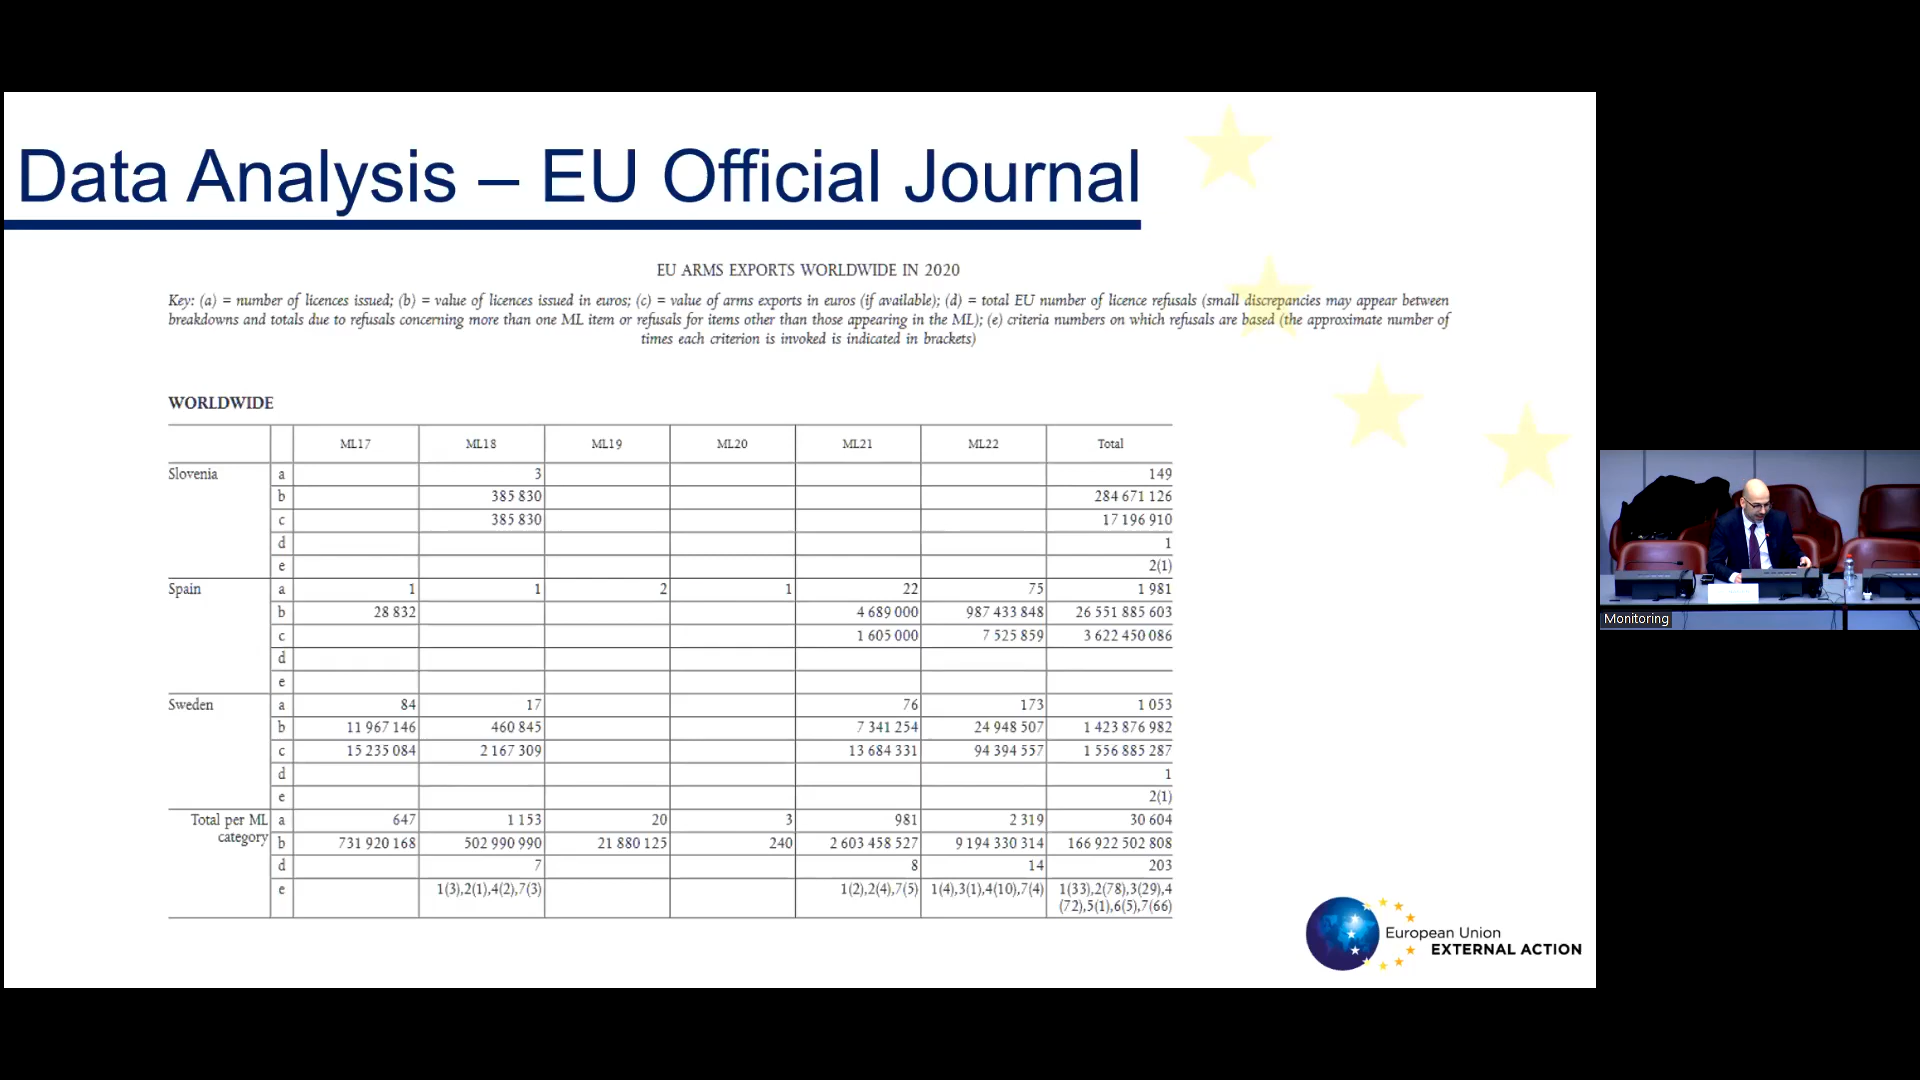 Data Analysis – EU Official Journal
EU ARMS EXPORTS WORLDWIDE IN 2020
Key: (a) = number of licences issued; (b) = value of licences issued in euros; (c) = value of arms exports in euros (if available); (d) = total EU number of licence refusals (small discrepancies may appear between
breakdowns and totals due to refusals concerning more than one ML item or refusals for items other than those appearing in the ML); (e) criteria numbers on which refusals are based (the approximate number of
times each criterion is invoked is indicated in brackets)
WORLDWIDE
ML17 ML18 ML19 ML20 ML21 ML22 Total
Slovenia a 3 149
b 385 830 284 671 126
c 385 830 17 196 910
d 1
e 2(1)
Spain a 1 1 2 1 22 75 1 981
b 28 832 4 689 000 987 433 848 26 551 885 603
c 1 605 000 7 525 859 3 622 450 086
d
e
Sweden a 84 17 76 173 1 053
b 11 967 146 460 845 7 341 254 24 948 507 1 423 876 982
c 15 235 084 2 167 309 13 684 331 94 394 557 1 556 885 287
d 1
e 2(1)
Total per ML a 647 1 153 20 3 981 2 319 30 604
category b 731 920 168 502 990 990 21 880 125 240 2 603 458 527 9 194 330 314 166 922 502 808
d 7 8 14 203
e 1(3),2(1),4(2),7(3) 1(2),2(4),7(5) 1(4),3(1),4(10),7(4) 1(33),2(78),3(29),4
(72),5(1),6(5),7(66)
European Union
EXTERNAL ACTION
Monitoring